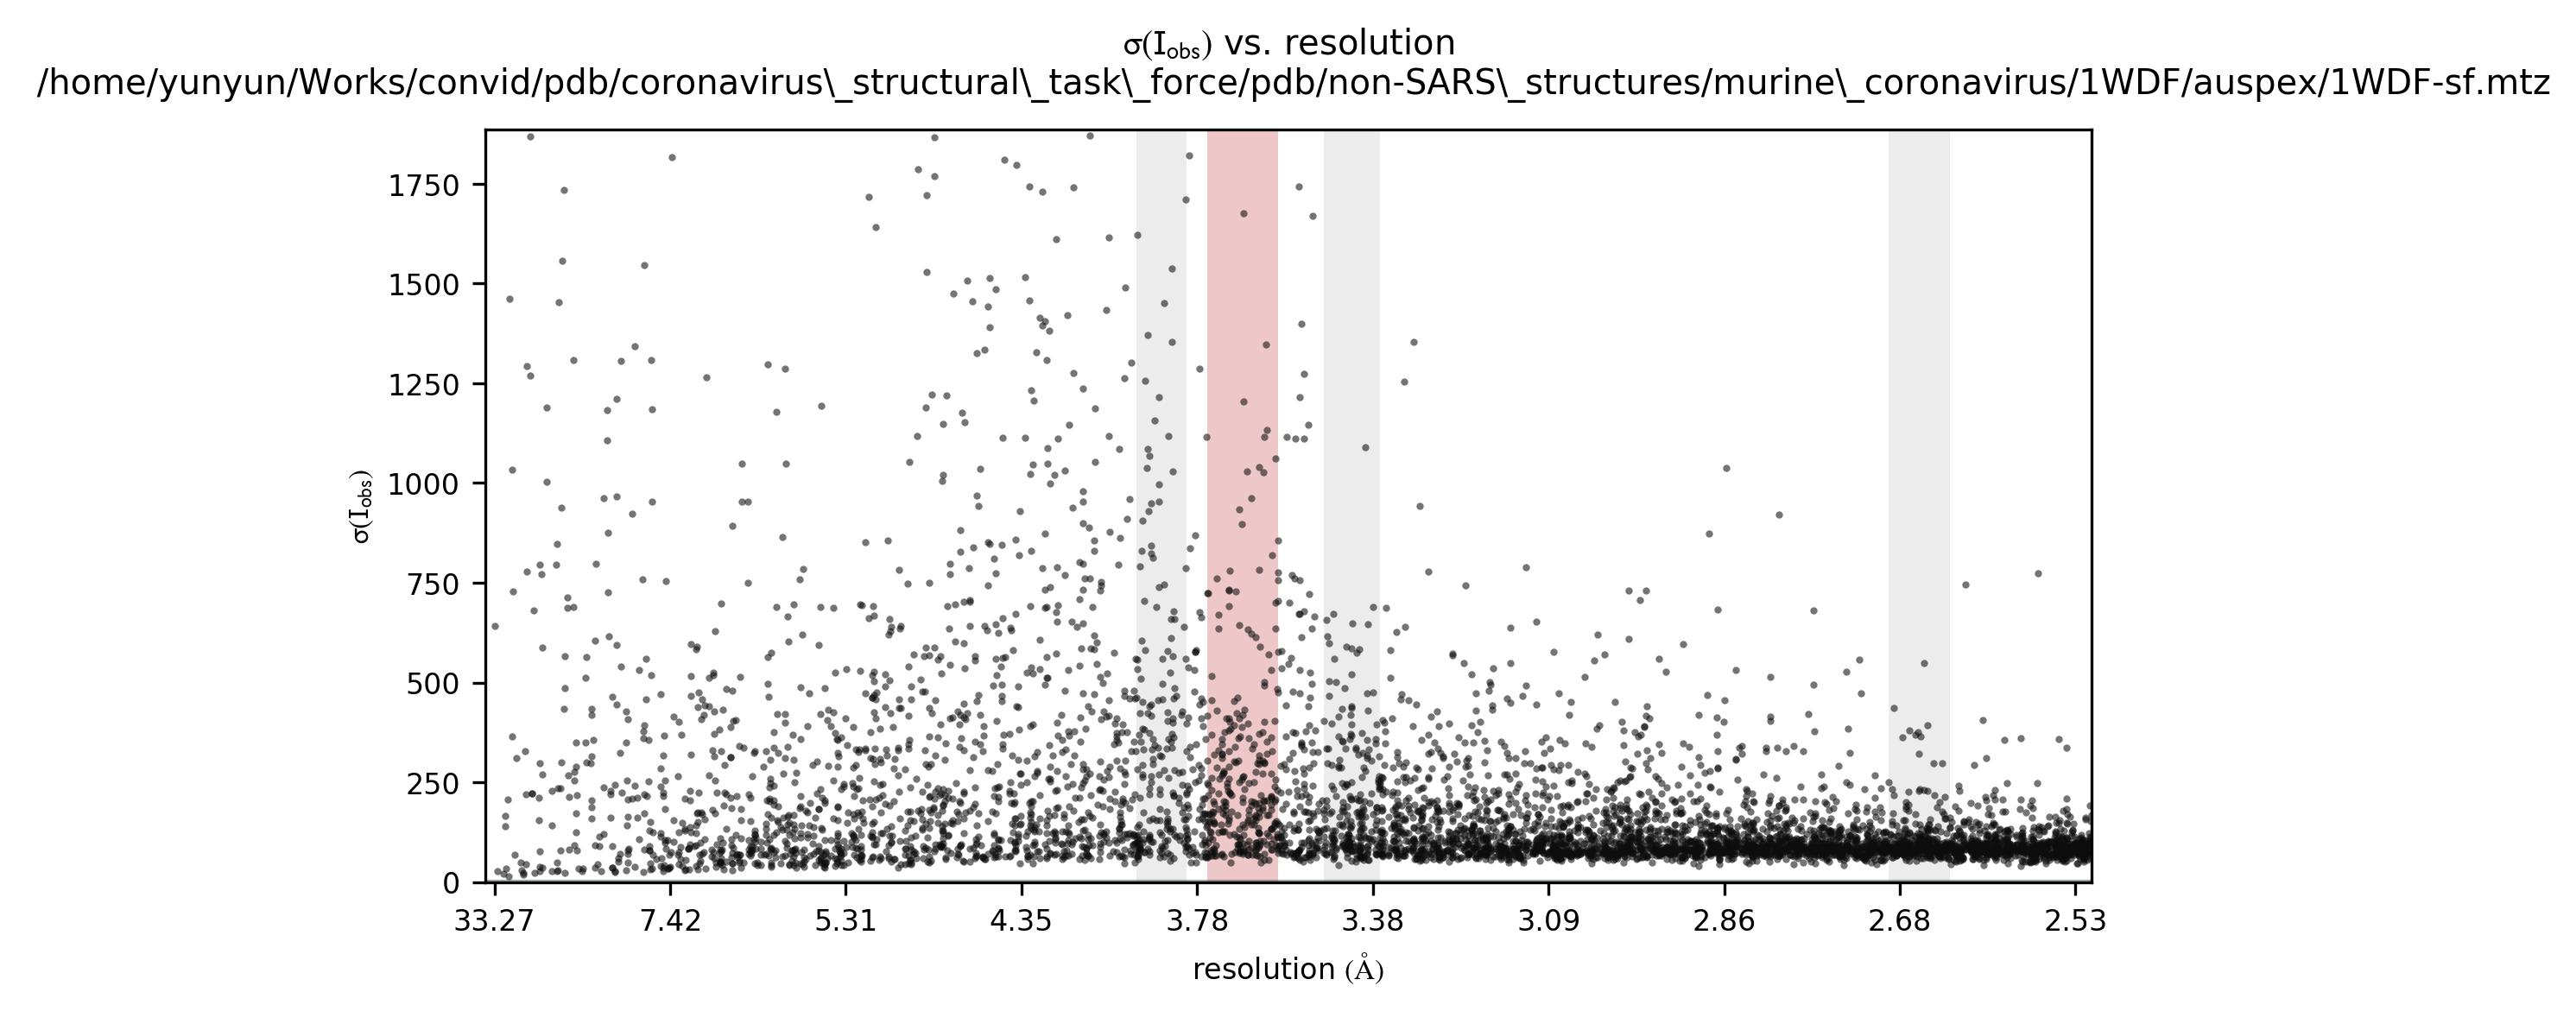 σ(I_obs) vs. resolution
/home/yunyun/Works/convid/pdb/coronavirus\_structural\_task\_force/pdb/non-SARS\_structures/murine\_coronavirus/1WDF/auspex/1WDF-sf.mtz
σ(I_obs)
1750
1500
1250
1000
750
500
250
0
33.27 7.42 5.31 4.35 3.78 3.38 3.09 2.86 2.68 2.53
resolution (Å)